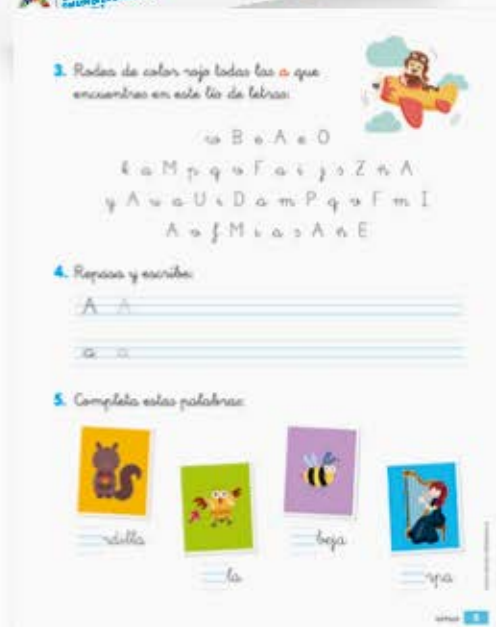 3. Rodea de color rojo todas las a que
encuentres en este lío de letras:
B e A e O
a M p q F a i j s Z n A
y A a U i D a m P q F m I
A f M i a s A n E
4. Repasa y escribe:
A A
a a
5. Completa estas palabras:
rdilla
la
beja
rpa